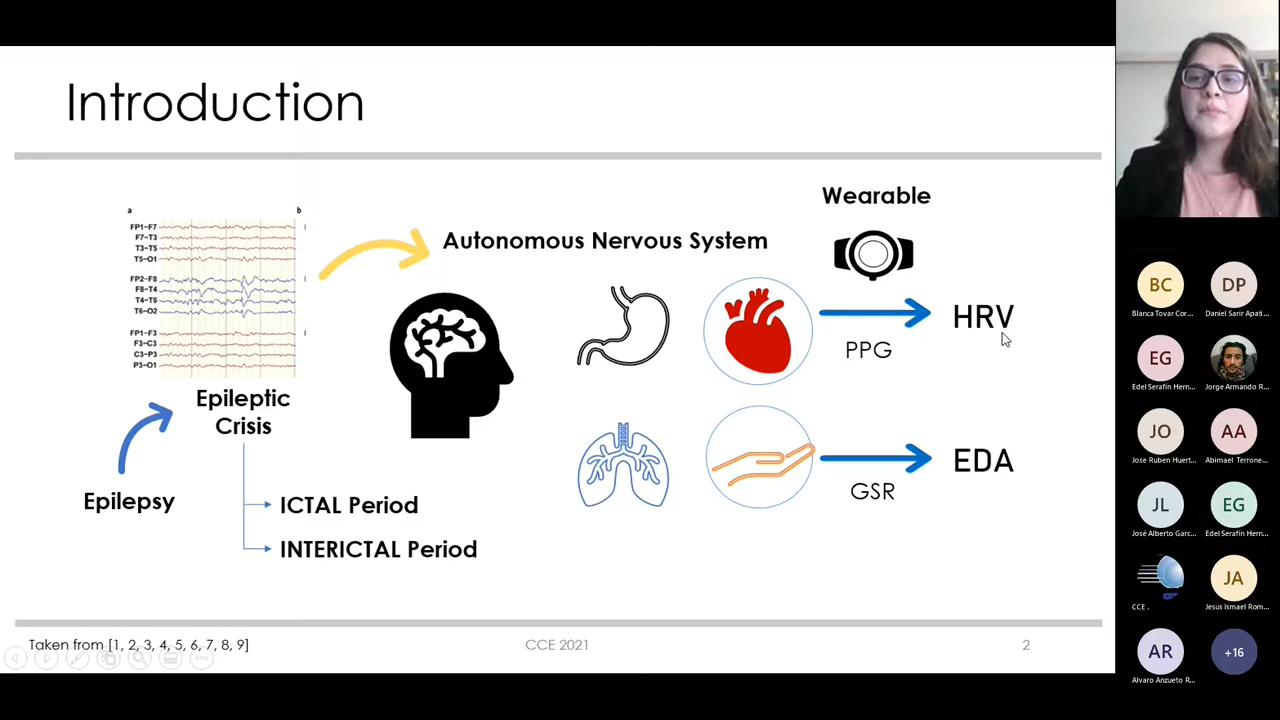 Introduction
Wearable
a
b
FP1-F7
F7-T3
T3-T5
T5-O1
FP2-F8
F8-T4
T4-T6
T6-O2
FP1-F3
F3-C3
C3-P3
P3-O1
Autonomous Nervous System
HRV
PPG
Epileptic
Crisis
EDA
GSR
Epilepsy
ICTAL Period
INTERICTAL Period
Taken from [1, 2, 3, 4, 5, 6, 7, 8, 9]
CCE 2021
2
BC
DP
Blanca Tovar Cor...
Daniel Sarir Apati...
EG
Edel Serafín Hern...
Jorge Armando R...
JO
AA
Jose Ruben Huert...
Abimael Terrone...
JL
EG
José Alberto Garc...
Edel Serafín Hern...
JA
CCE .
Jesus Ismael Rom...
AR
+16
Alvaro Anzueto R...